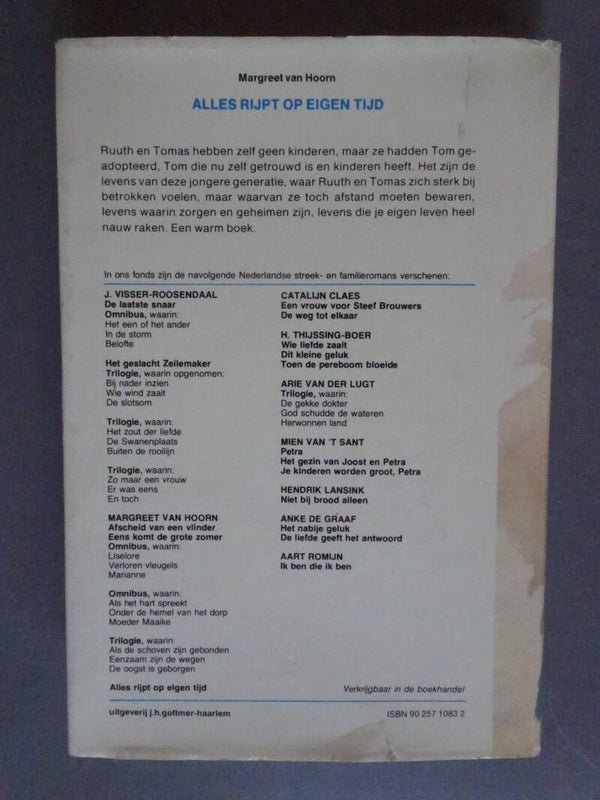 Margreet van Hoorn
ALLES RIJPT OP EIGEN TIJD
Ruuth en Tomas hebben zelf geen kinderen, maar ze hadden Tom ge-
adopteerd, Tom die nu zelf getrouwd is en kinderen heeft. Het zijn de
levens van deze jongere generatie, waar Ruuth en Tomas zich sterk bij
betrokken voelen, maar waarvan ze toch afstand moeten bewaren,
levens waarin zorgen en geheimen zijn, levens die je eigen leven heel
nauw raken. Een warm boek.
In ons fonds zijn de navolgende Nederlandse streek- en familieromans verschenen:
J. VISSER-ROOSENDAAL
De laatste snaar
Omnibus, waarin:
Het een of het ander
In de storm
Belofte
Het geslacht Zeilemaker
Trilogie, waarin opgenomen:
Bij nader inzien
Wie wind zaait
De slotsom
Trilogie, waarin:
Het zout der liefde
De Swanenplaats
Buiten de rooilijn
Trilogie, waarin:
Zo maar een vrouw
Er was eens
En toch
MARGREET VAN HOORN
Afscheid van een vlinder
Eens komt de grote zomer
Omnibus, waarin:
Liselore
Verloren vleugels
Marianne
Omnibus, waarin:
Als het hart spreekt
Onder de hemel van het dorp
Moeder Maaike
Trilogie, waarin:
Als de schoven zijn gebonden
Eenzaam zijn de wegen
De oogst is geborgen
Alles rijpt op eigen tijd
CATALIJN CLAES
Een vrouw voor Steef Brouwers
De weg tot elkaar
H. THIJSSING-BOER
Wie liefde zaait
Dit kleine geluk
Toen de pereboom bloeide
ARIE VAN DER LUGT
Trilogie, waarin:
De gekke dokter
God schudde de wateren
Herwonnen land
MIEN VAN 'T SANT
Petra
Het gezin van Joost en Petra
Je kinderen worden groot, Petra
HENDRIK LANSINK
Niet bij brood alleen
ANKE DE GRAAF
Het nabije geluk
De liefde geeft het antwoord
AART ROMIJN
Ik ben die ik ben
Verkrijgbaar in de boekhandel
uitgeverij j.h.gottmer-haarlem
ISBN 90 257 1083 2